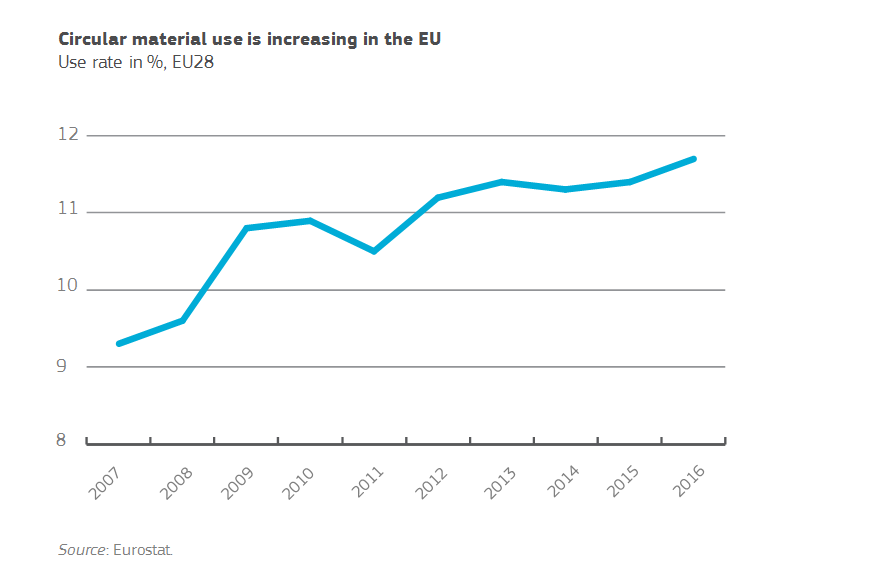 Circular material use is increasing in the EU
Use rate in %, EU28
12
11
10
9
8
2007 2008 2009 2010 2011 2012 2013 2014 2015 2016
Source: Eurostat.